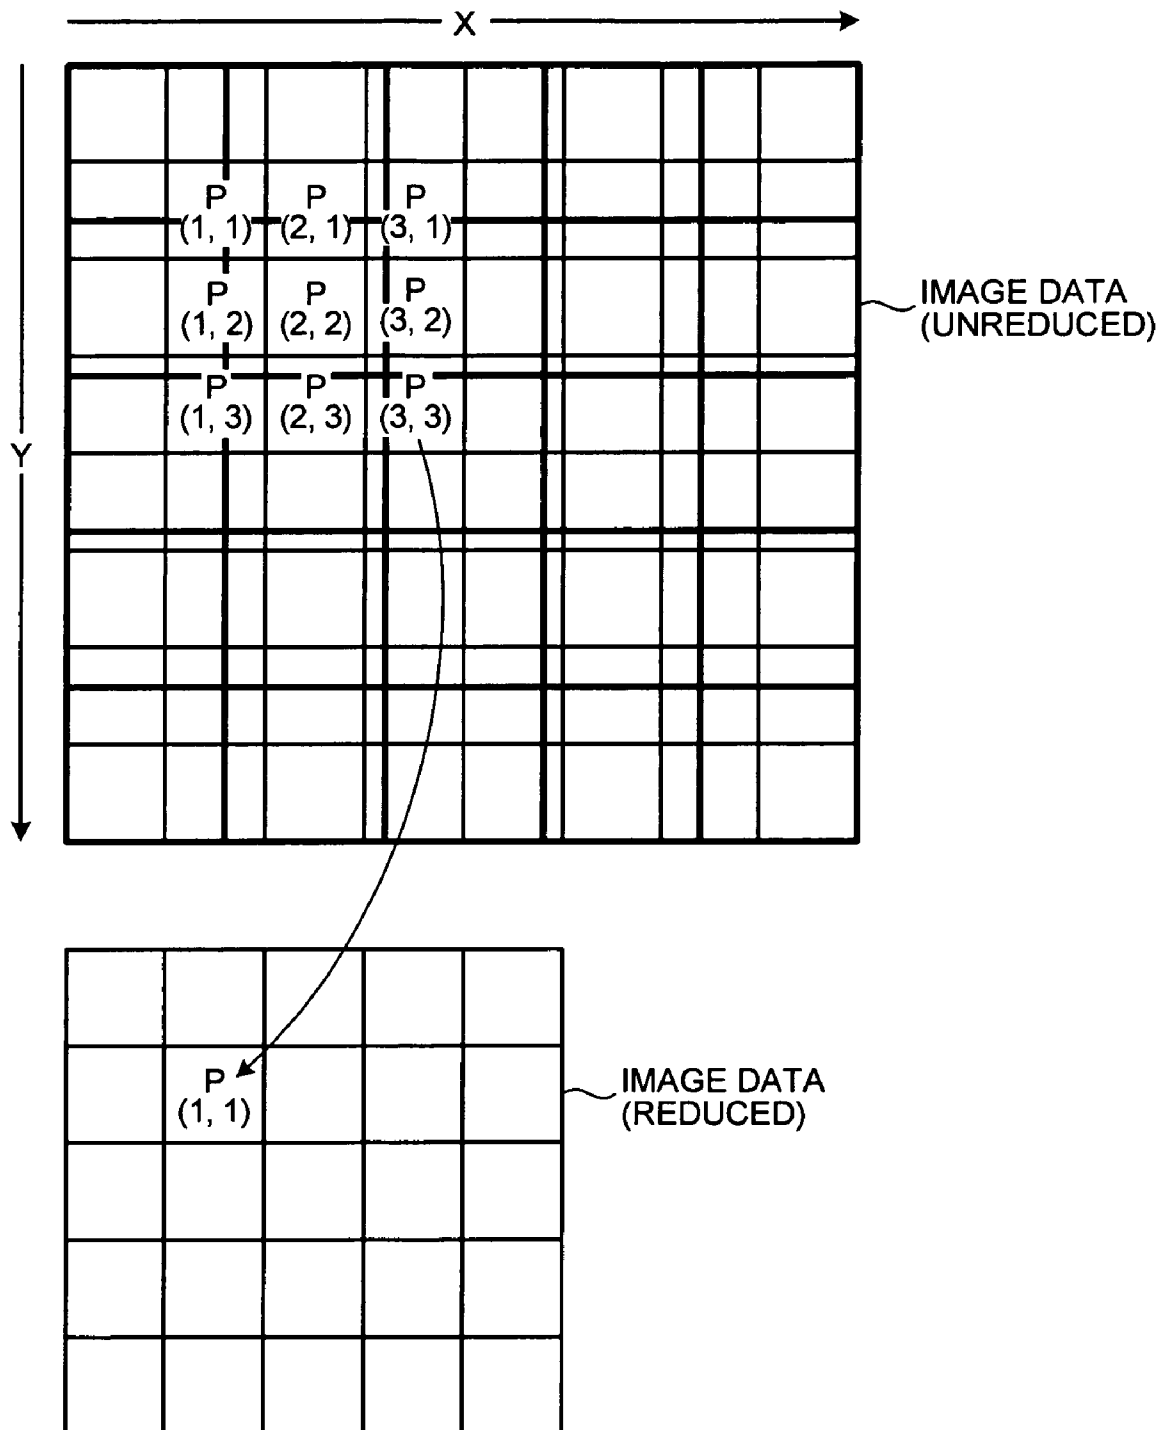 X
P P P
(1, 1) (2, 1) (3, 1)
P P P
(1, 2) (2, 2) (3, 2)
P P P
(1, 3) (2, 3) (3, 3)
IMAGE DATA
(UNREDUCED)
Y
P
(1, 1)
IMAGE DATA
(REDUCED)